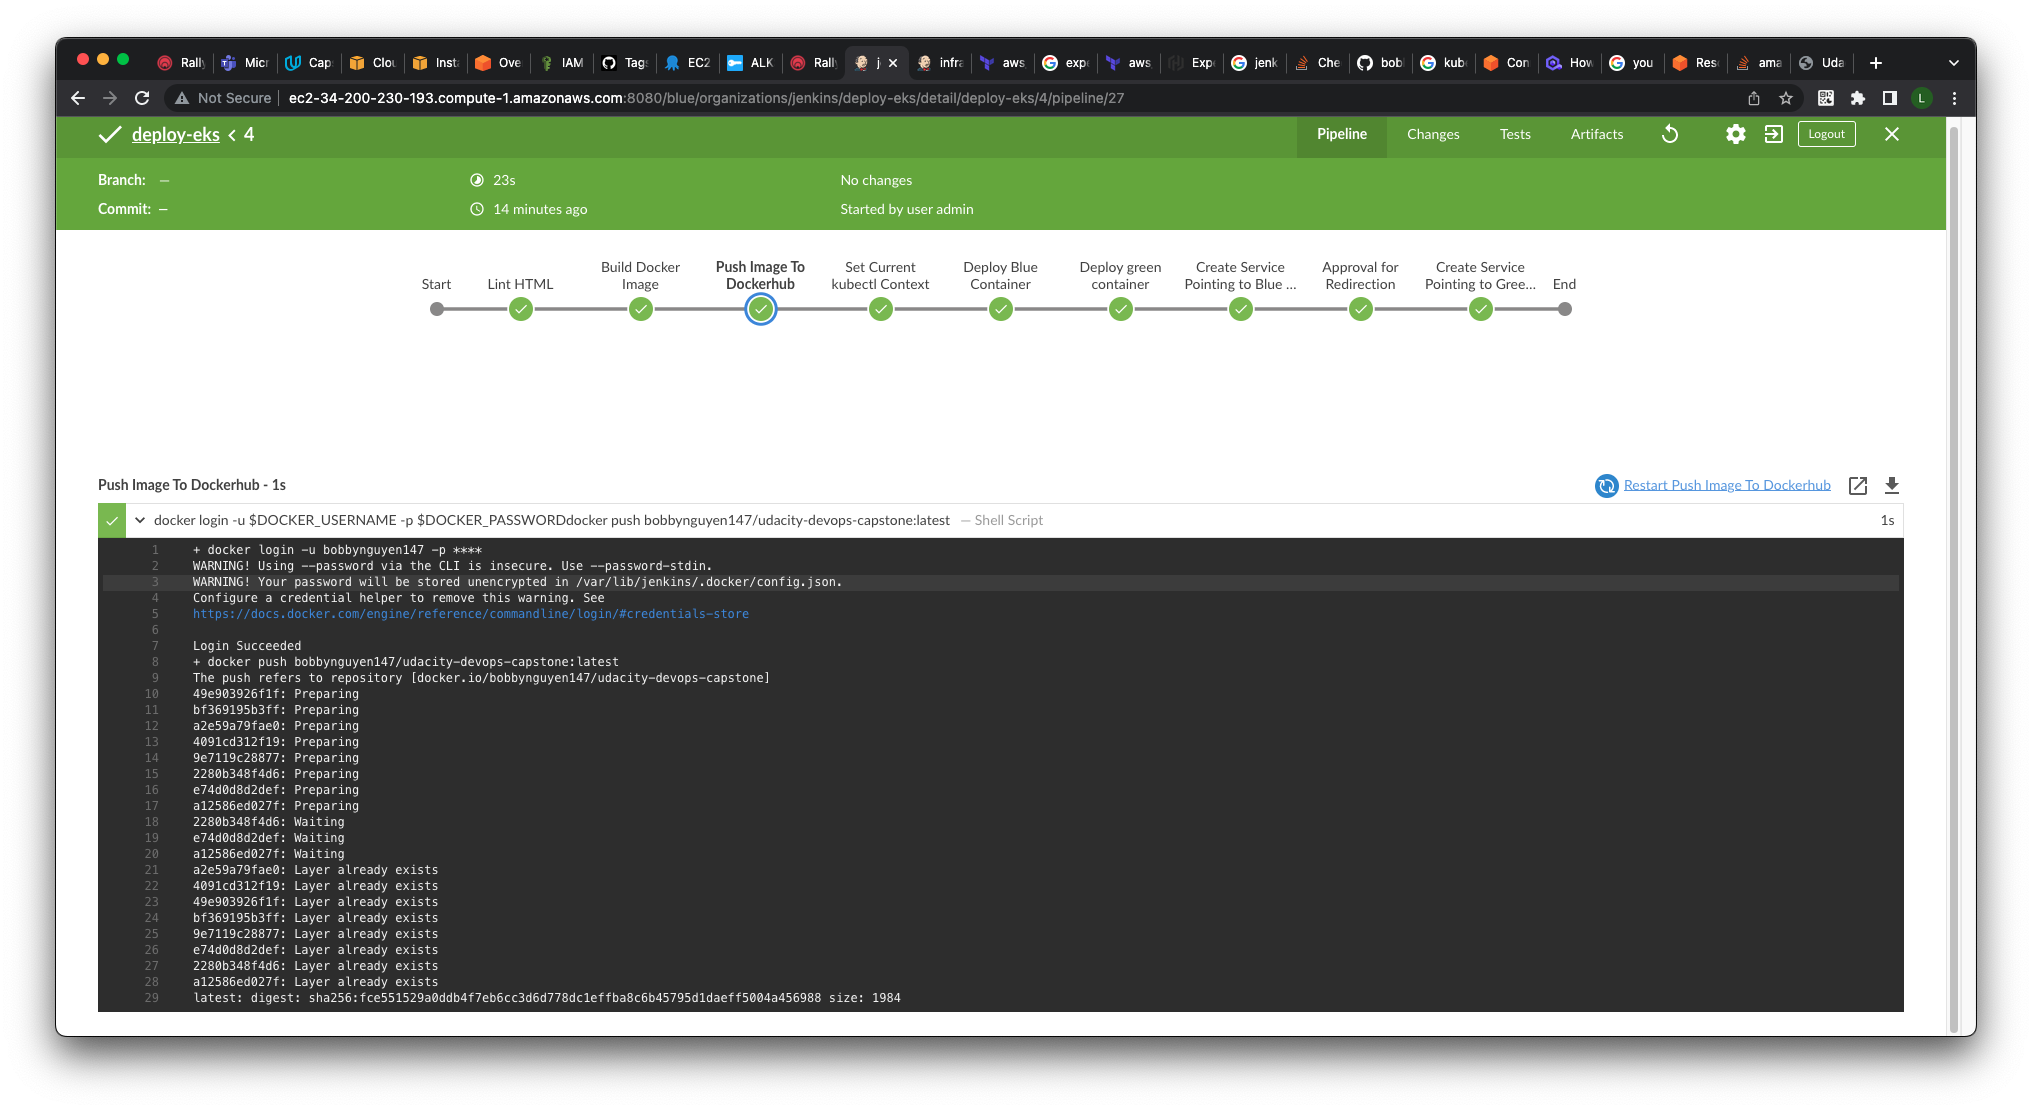 Rally
Micr
Cap
Clou
Inst
Ove
IAM
Tags
EC2
ALK
Rall
j
infra
aws
expe
aws
Exp
jenk
Che
bob
kub
Con
How
you
Res
ama
Uda
Not Secure
ec2-34-200-230-193.compute-1.amazonaws.com:8080/blue/organizations/jenkins/deploy-eks/detail/deploy-eks/4/pipeline/27
L
deploy-eks < 4
Pipeline
Changes
Tests
Artifacts
Logout
Branch: —
23s
No changes
Commit: —
14 minutes ago
Started by user admin
Start
Lint HTML
Build Docker
Image
Push Image To
Dockerhub
Set Current
kubectl Context
Deploy Blue
Container
Deploy green
container
Create Service
Pointing to Blue ...
Approval for
Redirection
Create Service
Pointing to Gree...
End
Push Image To Dockerhub - 1s
Restart Push Image To Dockerhub
docker login -u $DOCKER_USERNAME -p $DOCKER_PASSWORDdocker push bobbynguyen147/udacity-devops-capstone:latest — Shell Script
1s
1 + docker login -u bobbynguyen147 -p ****
2 WARNING! Using --password via the CLI is insecure. Use --password-stdin.
3 WARNING! Your password will be stored unencrypted in /var/lib/jenkins/.docker/config.json.
4 Configure a credential helper to remove this warning. See
5 https://docs.docker.com/engine/reference/commandline/login/#credentials-store
6
7 Login Succeeded
8 + docker push bobbynguyen147/udacity-devops-capstone:latest
9 The push refers to repository [docker.io/bobbynguyen147/udacity-devops-capstone]
10 49e903926f1f: Preparing
11 bf369195b3ff: Preparing
12 a2e59a79fae0: Preparing
13 4091cd312f19: Preparing
14 9e7119c28877: Preparing
15 2280b348f4d6: Preparing
16 e74d0d8d2def: Preparing
17 a12586ed027f: Preparing
18 2280b348f4d6: Waiting
19 e74d0d8d2def: Waiting
20 a12586ed027f: Waiting
21 a2e59a79fae0: Layer already exists
22 4091cd312f19: Layer already exists
23 49e903926f1f: Layer already exists
24 bf369195b3ff: Layer already exists
25 9e7119c28877: Layer already exists
26 e74d0d8d2def: Layer already exists
27 2280b348f4d6: Layer already exists
28 a12586ed027f: Layer already exists
29 latest: digest: sha256:fce551529a0ddb4f7eb6cc3d6d778dc1effba8c6b45795d1daeff5004a456988 size: 1984